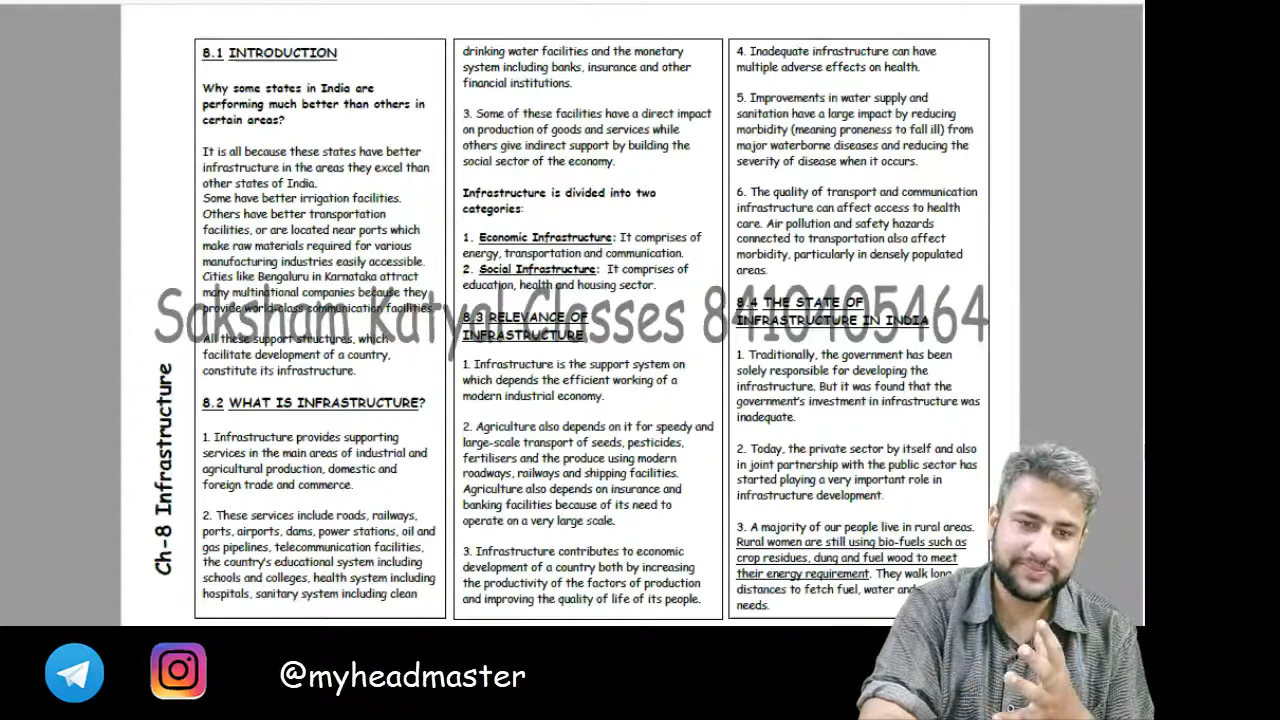 Ch-8 Infrastructure
8.1 INTRODUCTION
Why some states in India are
performing much better than others in
certain areas?
It is all because these states have better
infrastructure in the areas they excel than
other states of India.
Some have better irrigation facilities.
Others have better transportation
facilities, or are located near ports which
make raw materials required for various
manufacturing industries easily accessible.
Cities like Bengaluru in Karnataka attract
many multinational companies because they
provide world-class communication facilities.
All these support structures, which
facilitate development of a country,
constitute its infrastructure.
8.2 WHAT IS INFRASTRUCTURE?
1. Infrastructure provides supporting
services in the main areas of industrial and
agricultural production, domestic and
foreign trade and commerce.
2. These services include roads, railways,
ports, airports, dams, power stations, oil and
gas pipelines, telecommunication facilities,
the country's educational system including
schools and colleges, health system including
hospitals, sanitary system including clean
drinking water facilities and the monetary
system including banks, insurance and other
financial institutions.
3. Some of these facilities have a direct impact
on production of goods and services while
others give indirect support by building the
social sector of the economy.
Infrastructure is divided into two
categories:
1. Economic Infrastructure: It comprises of
energy, transportation and communication.
2. Social Infrastructure: It comprises of
education, health and housing sector.
8.3 RELEVANCE OF
INFRASTRUCTURE
1. Infrastructure is the support system on
which depends the efficient working of a
modern industrial economy.
2. Agriculture also depends on it for speedy and
large-scale transport of seeds, pesticides,
fertilisers and the produce using modern
roadways, railways and shipping facilities.
Agriculture also depends on insurance and
banking facilities because of its need to
operate on a very large scale.
3. Infrastructure contributes to economic
development of a country both by increasing
the productivity of the factors of production
and improving the quality of life of its people.
4. Inadequate infrastructure can have
multiple adverse effects on health.
5. Improvements in water supply and
sanitation have a large impact by reducing
morbidity (meaning proneness to fall ill) from
major waterborne diseases and reducing the
severity of disease when it occurs.
6. The quality of transport and communication
infrastructure can affect access to health
care. Air pollution and safety hazards
connected to transportation also affect
morbidity, particularly in densely populated
areas.
8.4 THE STATE OF
INFRASTRUCTURE IN INDIA
1. Traditionally, the government has been
solely responsible for developing the
infrastructure. But it was found that the
government's investment in infrastructure was
inadequate.
2. Today, the private sector by itself and also
in joint partnership with the public sector has
started playing a very important role in
infrastructure development.
3. A majority of our people live in rural areas.
Rural women are still using bio-fuels such as
crop residues, dung and fuel wood to meet
their energy requirement. They walk long
distances to fetch fuel, water and
needs.
Saksham Katyal Classes 8410405464
@myheadmaster